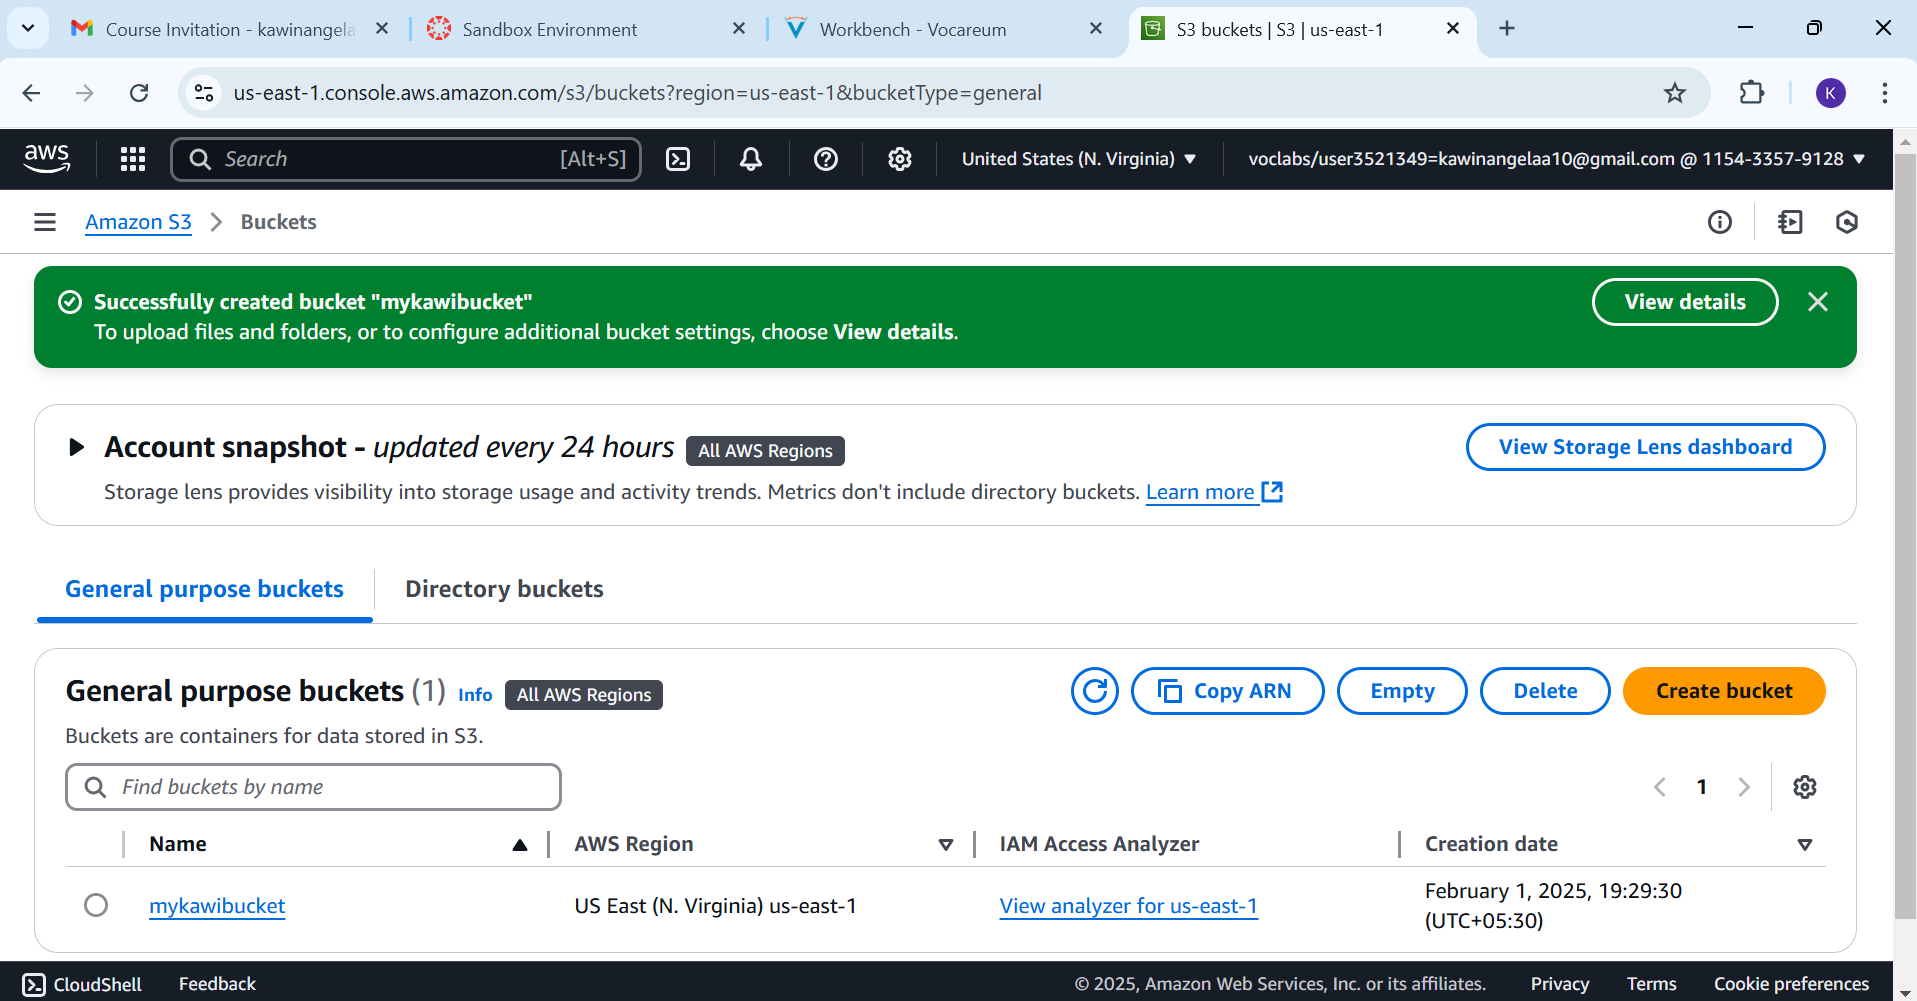 Course Invitation - kawinangela
Sandbox Environment
Workbench - Vocareum
S3 buckets | S3 | us-east-1
us-east-1.console.aws.amazon.com/s3/buckets?region=us-east-1&bucketType=general
K
aws
Search
[Alt+S]
United States (N. Virginia)
voclabs/user3521349=kawinangelaa10@gmail.com @ 1154-3357-9128
Amazon S3
Buckets
Successfully created bucket "mykawibucket"
To upload files and folders, or to configure additional bucket settings, choose View details.
View details
Account snapshot - updated every 24 hours
All AWS Regions
View Storage Lens dashboard
Storage lens provides visibility into storage usage and activity trends. Metrics don't include directory buckets. Learn more
General purpose buckets
Directory buckets
General purpose buckets (1)
Info
All AWS Regions
Copy ARN
Empty
Delete
Create bucket
Buckets are containers for data stored in S3.
Find buckets by name
1
Name
AWS Region
IAM Access Analyzer
Creation date
mykawibucket
US East (N. Virginia) us-east-1
View analyzer for us-east-1
February 1, 2025, 19:29:30
(UTC+05:30)
CloudShell
Feedback
© 2025, Amazon Web Services, Inc. or its affiliates.
Privacy
Terms
Cookie preferences